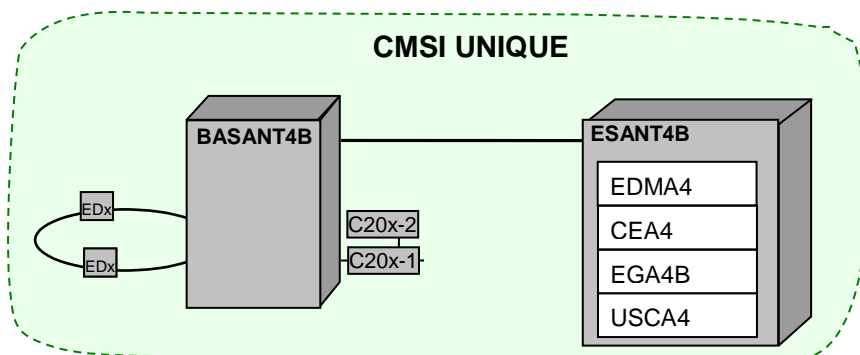 CMSI UNIQUE
BASANT4B
ESANT4B
EDMA4
CEA4
EGA4B
USCA4
EDx
EDx
C20x-2
C20x-1